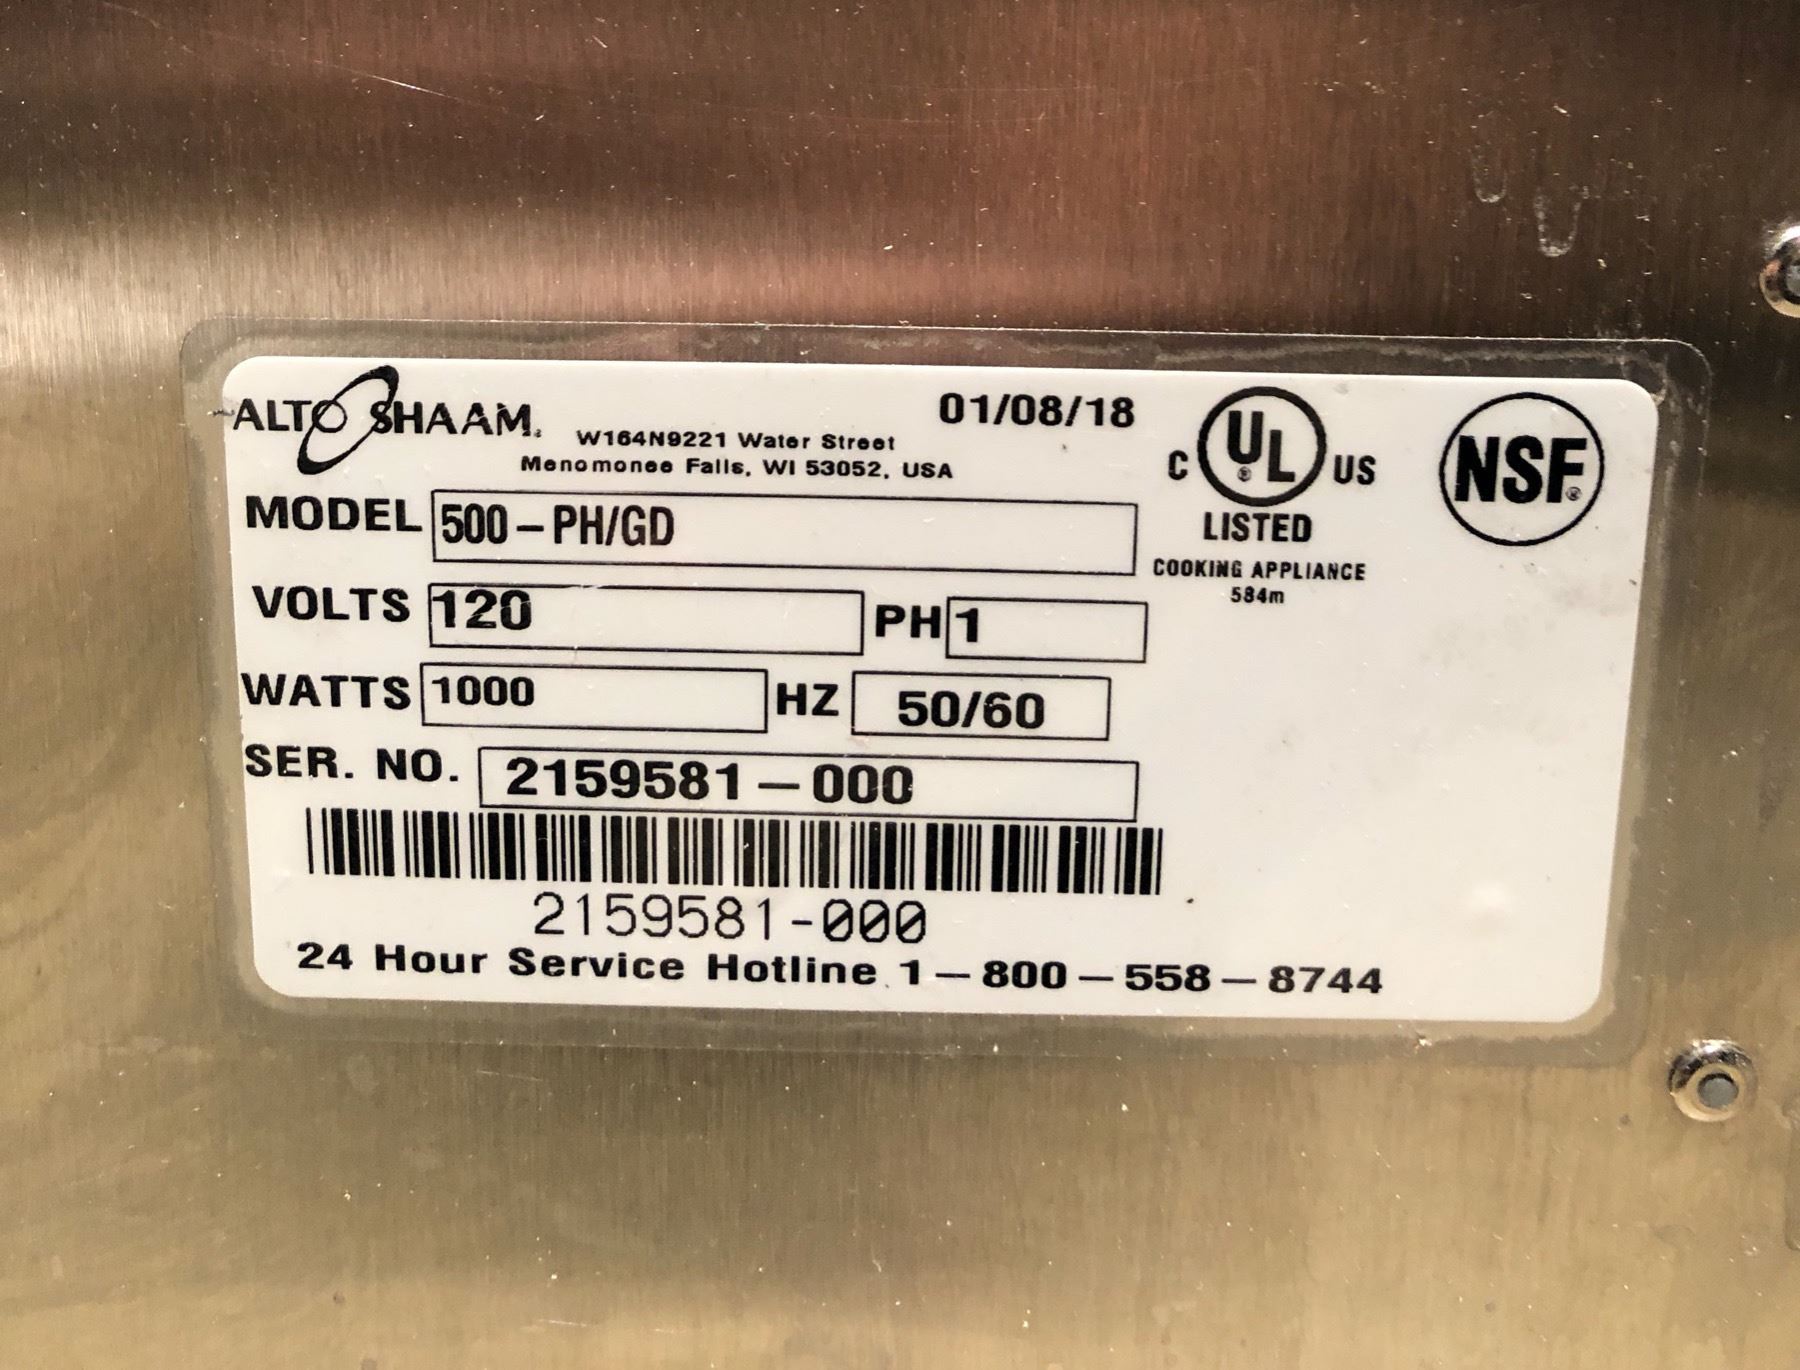 ALTO SHAAM®
W164N9221 Water Street
Menomonee Falls, WI 53052, USA
01/08/18
C UL® US
LISTED
COOKING APPLIANCE
584m
NSF®
MODEL 500-PH/GD
VOLTS 120 PH 1
WATTS 1000 HZ 50/60
SER. NO. 2159581-000
2159581-000
24 Hour Service Hotline 1-800-558-8744